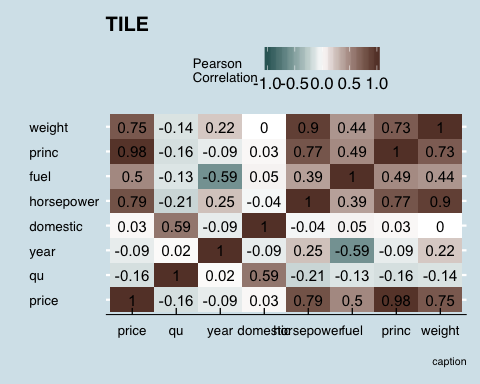 TILE
Pearson
Correlation
-1.0 -0.5 0.0 0.5 1.0
weight 0.75 -0.14 0.22 0 0.9 0.44 0.73 1
princ 0.98 -0.16 -0.09 0.03 0.77 0.49 1 0.73
fuel 0.5 -0.13 -0.59 0.05 0.39 1 0.49 0.44
horsepower 0.79 -0.21 0.25 -0.04 1 0.39 0.77 0.9
domestic 0.03 0.59 -0.09 1 -0.04 0.05 0.03 0
year -0.09 0.02 1 -0.09 0.25 -0.59 -0.09 0.22
qu -0.16 1 0.02 0.59 -0.21 -0.13 -0.16 -0.14
price 1 -0.16 -0.09 0.03 0.79 0.5 0.98 0.75
price qu year domestic horsepower fuel princ weight
caption